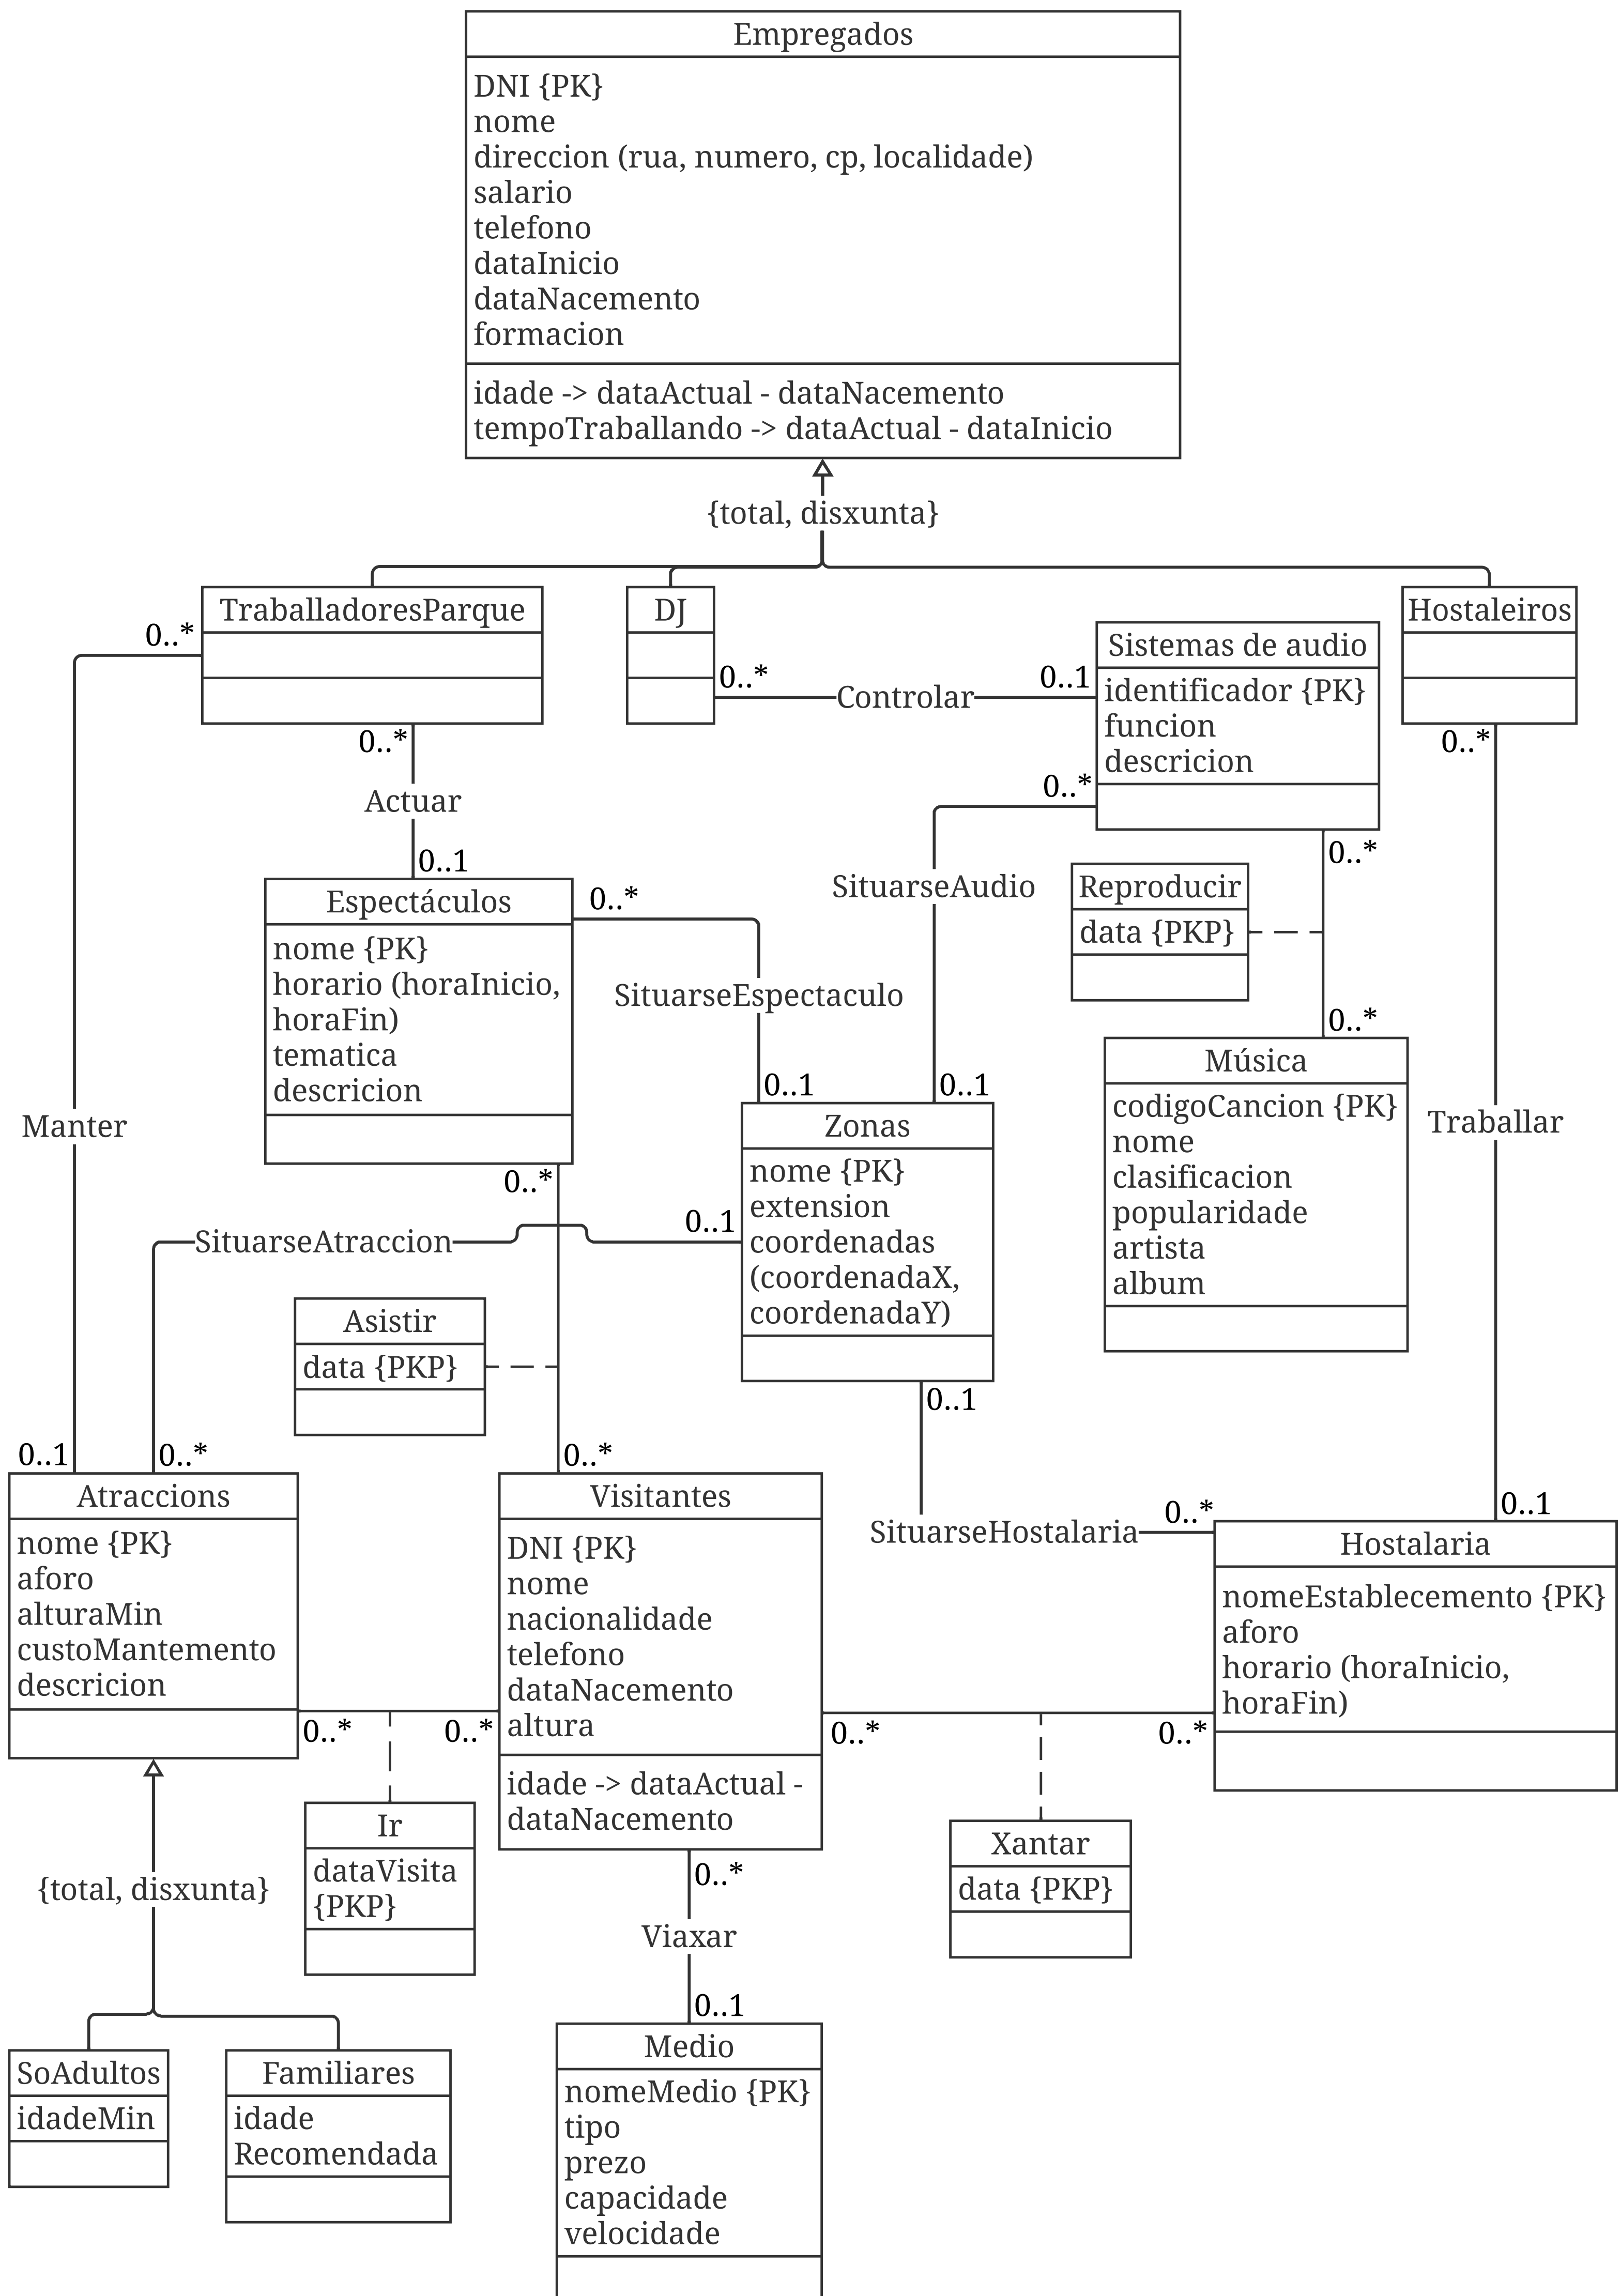 Empregados
DNI {PK}
nome
direccion (rua, numero, cp, localidade)
salario
telefono
dataInicio
dataNacemento
formacion
idade -> dataActual - dataNacemento
tempoTraballando -> dataActual - dataInicio
{total, disxunta}
TraballadoresParque
0..*
0..*
DJ
0..*
Controlar
0..1
Sistemas de audio
identificador {PK}
funcion
descricion
0..*
0..*
Hostaleiros
0..*
Actuar
0..1
Espectáculos
nome {PK}
horario (horaInicio,
horaFin)
tematica
descricion
0..*
0..*
SituarseEspectaculo
0..1
SituarseAudio
0..1
Reproducir
data {PKP}
0..*
Música
codigoCancion {PK}
nome
clasificacion
popularidade
artista
album
Traballar
Manter
Zonas
nome {PK}
extension
coordenadas
(coordenadaX,
coordenadaY)
0..1
SituarseAtraccion
0..1
Asistir
data {PKP}
0..1
0..*
0..*
Atraccions
nome {PK}
aforo
alturaMin
custoMantemento
descricion
0..*
0..*
Visitantes
DNI {PK}
nome
nacionalidade
telefono
dataNacemento
altura
idade -> dataActual -
dataNacemento
0..*
0..*
0..*
SituarseHostalaria
0..*
0..1
Hostalaria
nomeEstablecemento {PK}
aforo
horario (horaInicio,
horaFin)
Ir
dataVisita
{PKP}
Xantar
data {PKP}
{total, disxunta}
Viaxar
0..1
SoAdultos
idadeMin
Familiares
idade
Recomendada
Medio
nomeMedio {PK}
tipo
prezo
capacidade
velocidade